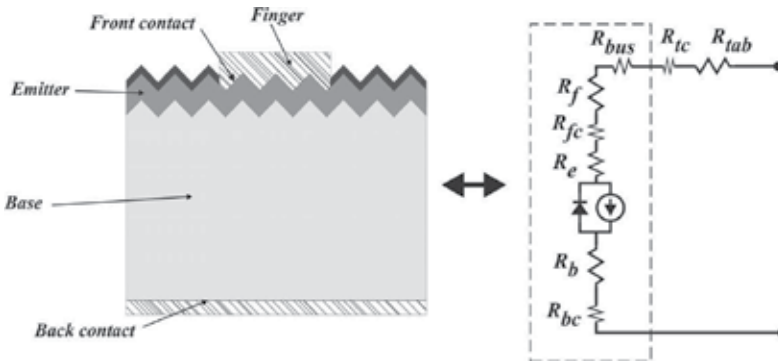 Finger
Front contact
Emitter
Base
Back contact
R_bus
R_tc
R_tab
R_f
R_fc
R_e
R_b
R_bc